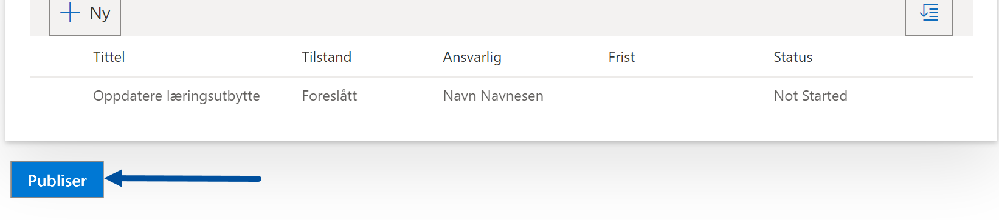 Ny
Tittel Tilstand Ansvarlig Frist Status
Oppdatere læringsutbytte Foreslått Navn Navnesen Not Started
Publiser